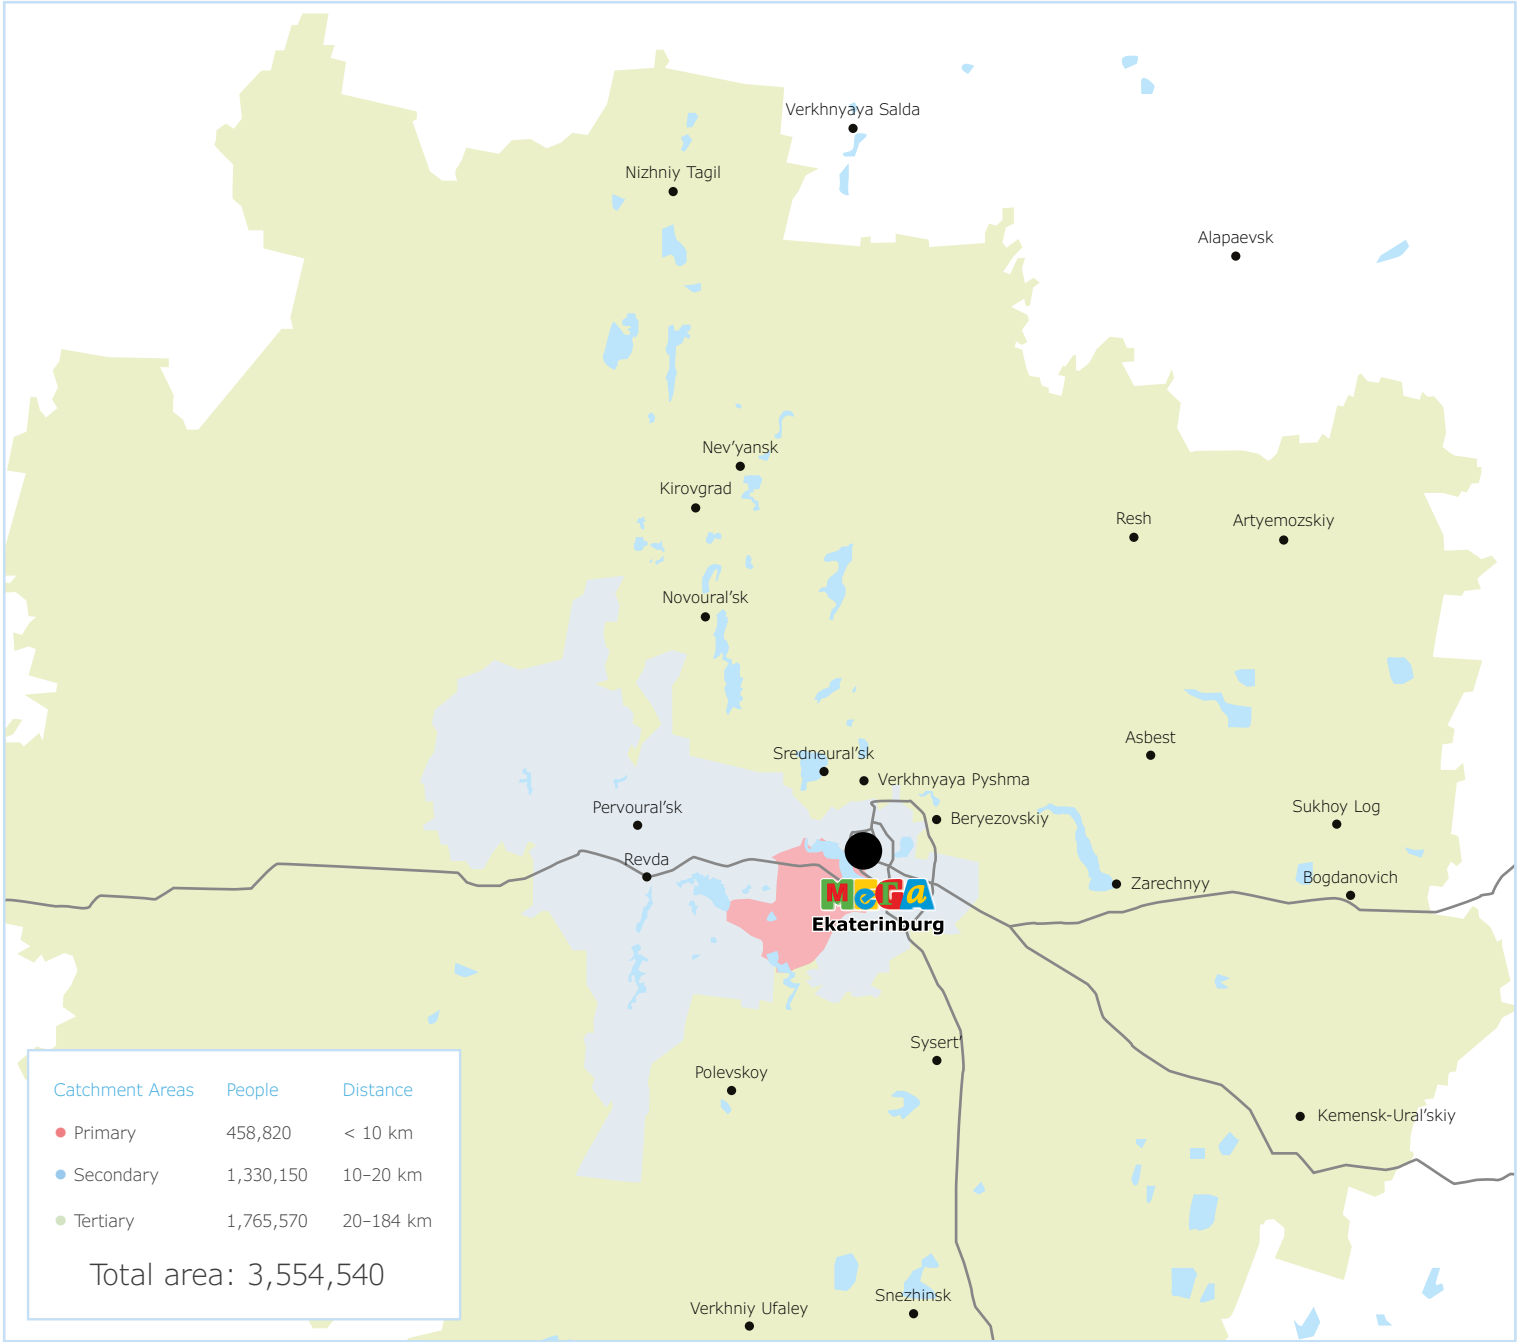 Verkhnyaya Salda
Nizhniy Tagil
Alapaevsk
Nev'yansk
Kirovgrad
Resh
Artyemozskiy
Novoural'sk
Asbest
Sredneural'sk
Verkhnyaya Pyshma
Pervoural'sk
Sukhoy Log
Beryezovskiy
Revda
Zarechnyy
Bogdanovich
МеГа
Ekaterinburg
Sysert'
Polevskoy
Kemensk-Ural'skiy
Catchment Areas People Distance
Primary 458,820 < 10 km
Secondary 1,330,150 10–20 km
Tertiary 1,765,570 20–184 km
Total area: 3,554,540
Snezhinsk
Verkhniy Ufaley